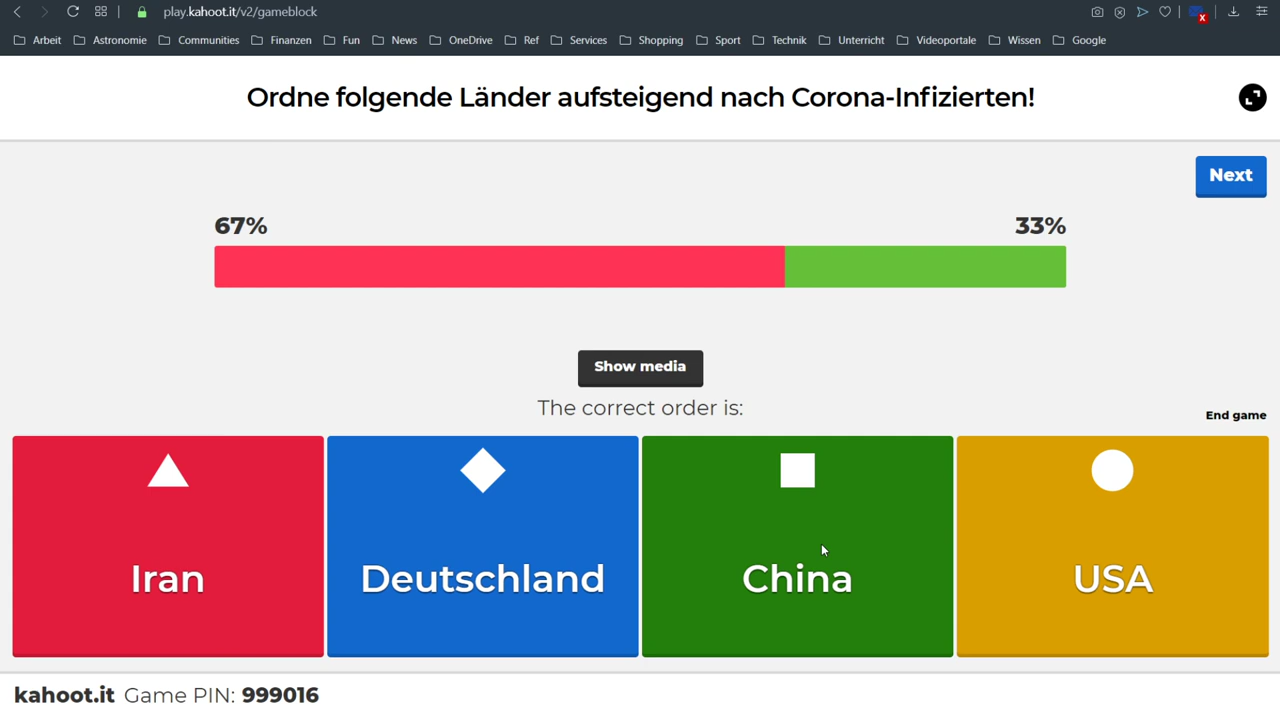 play.kahoot.it/v2/gameblock
Arbeit Astronomie Communities Finanzen Fun News OneDrive Ref Services Shopping Sport Technik Unterricht Videoportale Wissen Google
Ordne folgende Länder aufsteigend nach Corona-Infizierten!
Next
67% 33%
Show media
The correct order is:
End game
Iran Deutschland China USA
kahoot.it Game PIN: 999016